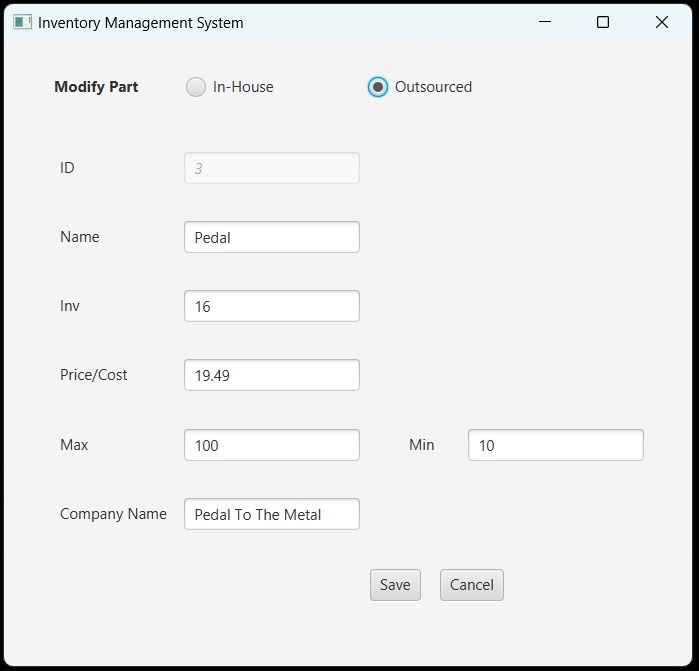 Inventory Management System
Modify Part In-House Outsourced
ID 3
Name Pedal
Inv 16
Price/Cost 19.49
Max 100 Min 10
Company Name Pedal To The Metal
Save Cancel